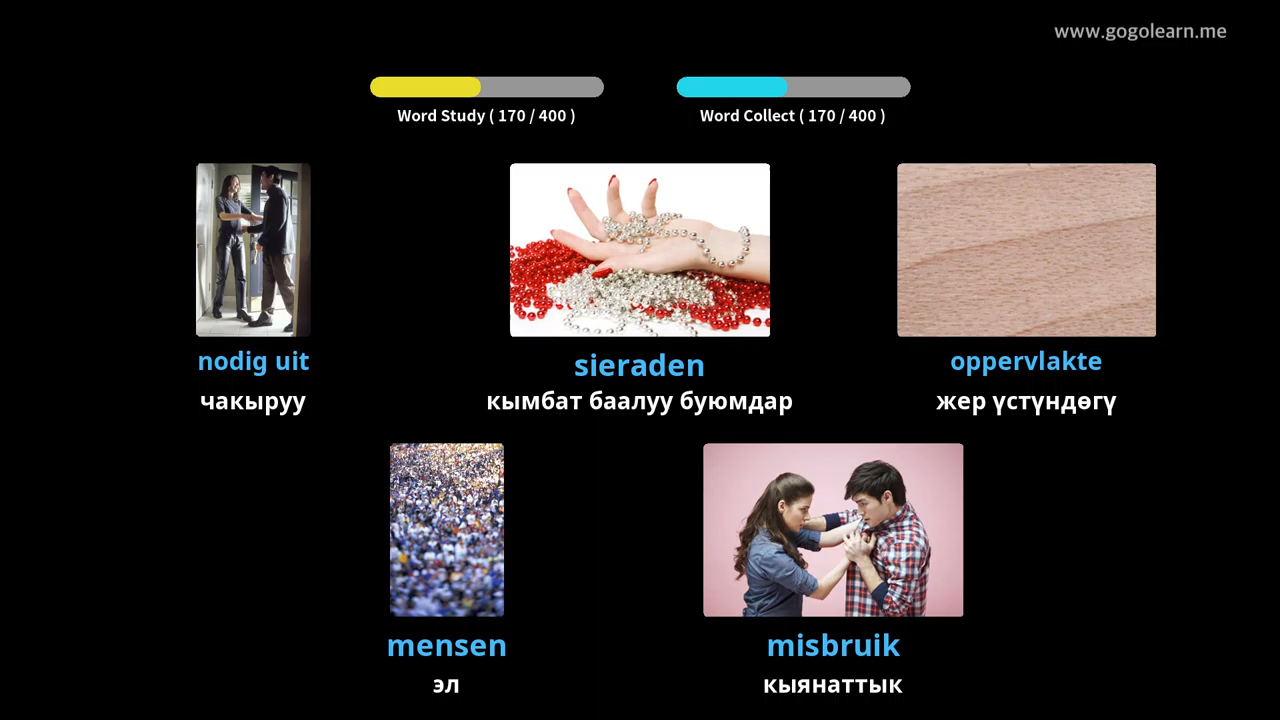 www.gogolearn.me
Word Study ( 170 / 400 )
Word Collect ( 170 / 400 )
nodig uit
чакыруу
sieraden
кымбат баалуу буюмдар
oppervlakte
жер үстүндөгү
mensen
эл
misbruik
кыянаттык